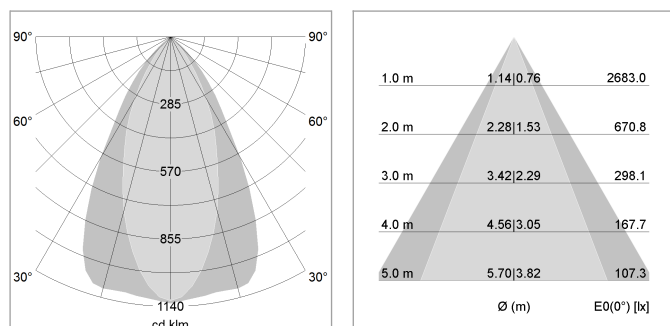 90° 90°
285
60° 60°
570
855
30° 30°
1140
cd klm
1.0 m 1.14|0.76 2683.0
2.0 m 2.28|1.53 670.8
3.0 m 3.42|2.29 298.1
4.0 m 4.56|3.05 167.7
5.0 m 5.70|3.82 107.3
Ø (m) E0(0°) [lx]